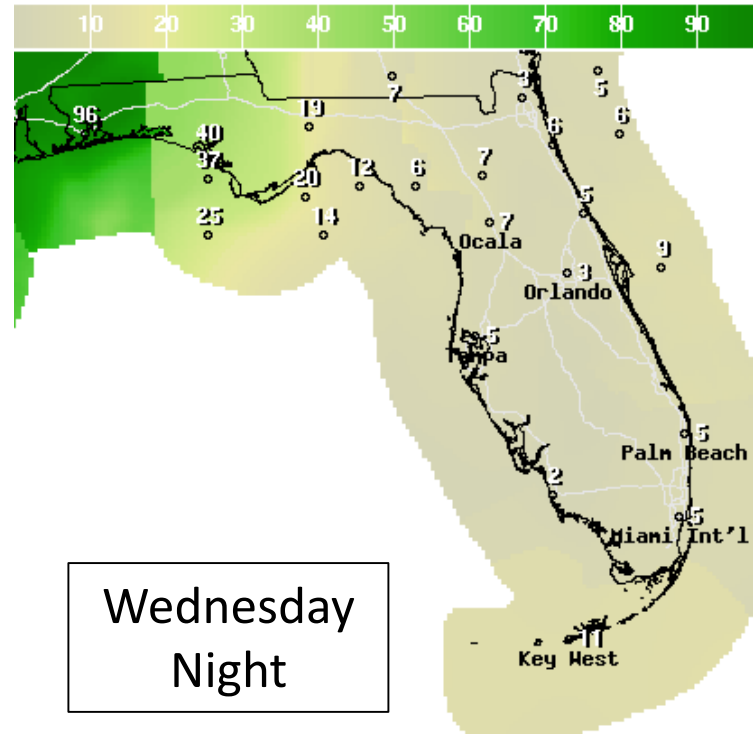 10 20 30 40 50 60 70 80 90
7 3 5
96 19 6 6
40
37 20 12 6 7
5
25 14 7
Ocala
9
3
Orlando
5
Tampa
5
Palm Beach
2
5
Miami Int'l
Wednesday
Night
11
Key West